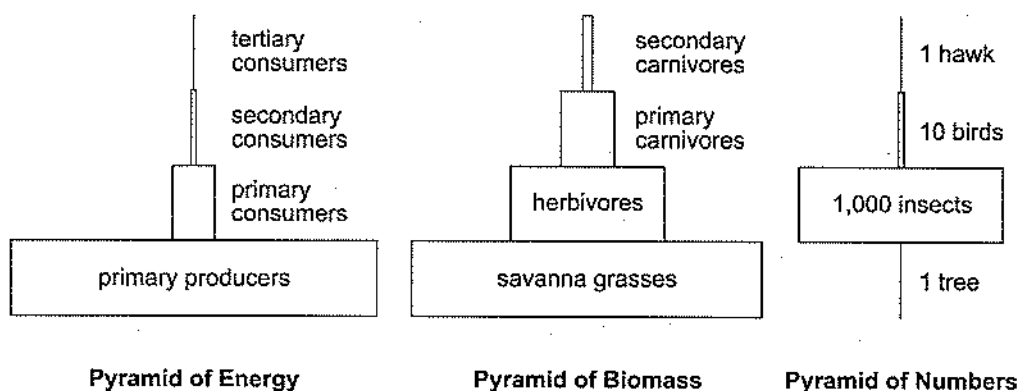 tertiary
consumers
secondary
consumers
primary
consumers
primary producers
Pyramid of Energy
secondary
carnivores
primary
carnivores
herbivores
savanna grasses
Pyramid of Biomass
1 hawk
10 birds
1,000 insects
1 tree
Pyramid of Numbers